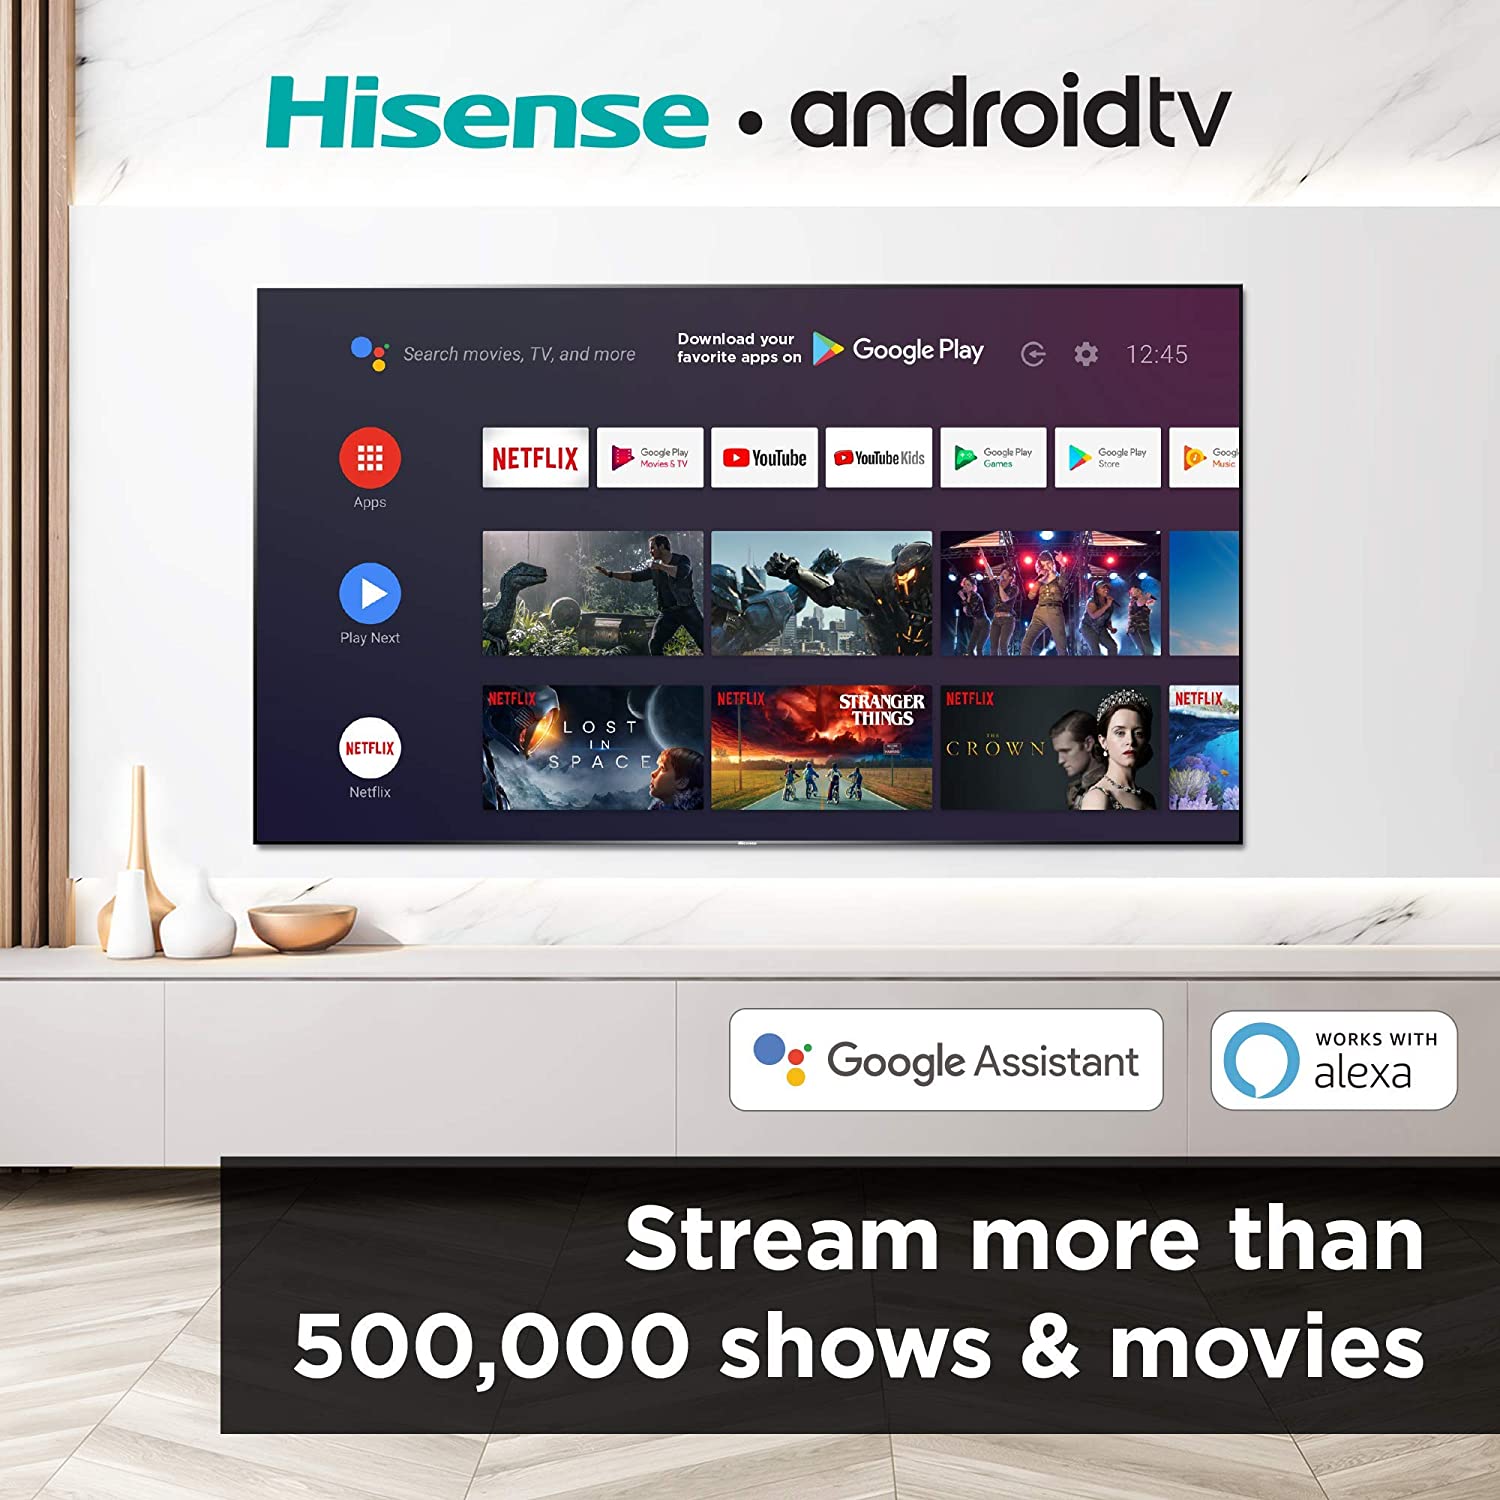 Hisense • androidtv
Search movies, TV, and more
Download your
favorite apps on
Google Play
12:45
Apps
NETFLIX
Google Play
Movies & TV
YouTube
YouTube Kids
Google Play
Games
Google Play
Store
Googl
Music
Play Next
NETFLIX
Netflix
NETFLIX
LOST
IN
SPACE
NETFLIX
STRANGER
THINGS
NETFLIX
THE
CROWN
NETFLIX
Hisense
Google Assistant
WORKS WITH
alexa
Stream more than
500,000 shows & movies